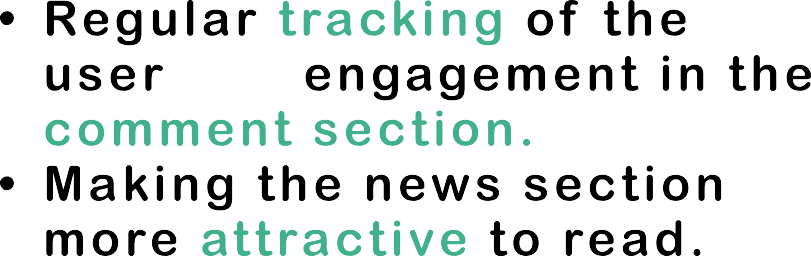 • Regular tracking of the
user engagement in the
comment section.
• Making the news section
more attractive to read.